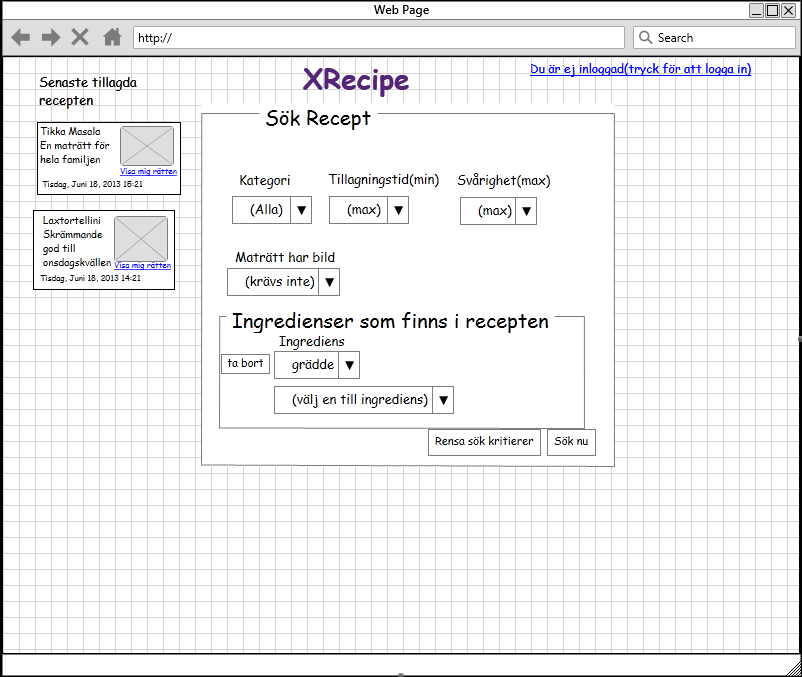 Web Page
http://
Search
XRecipe
Du är ej inloggad(tryck för att logga in)
Senaste tillagda
recepten
Tikka Masala
En maträtt för
hela familjen
Visa mig rätten
Tisdag, Juni 18, 2013 15:21
Laxtortellini
Skrämmande
god till
onsdagskvällen
Visa mig rätten
Tisdag, Juni 18, 2013 14:21
Sök Recept
Kategori
Tillagningstid(min)
Svårighet(max)
(Alla)
(max)
(max)
Maträtt har bild
(krävs inte)
Ingredienser som finns i recepten
Ingrediens
ta bort
grädde
(välj en till ingrediens)
Rensa sök kritierer
Sök nu